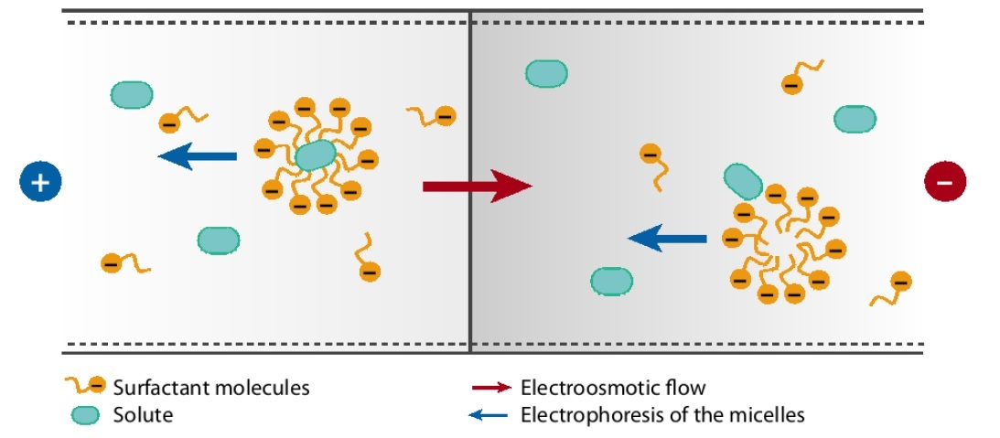 +
−
Surfactant molecules
Electroosmotic flow
Solute
Electrophoresis of the micelles